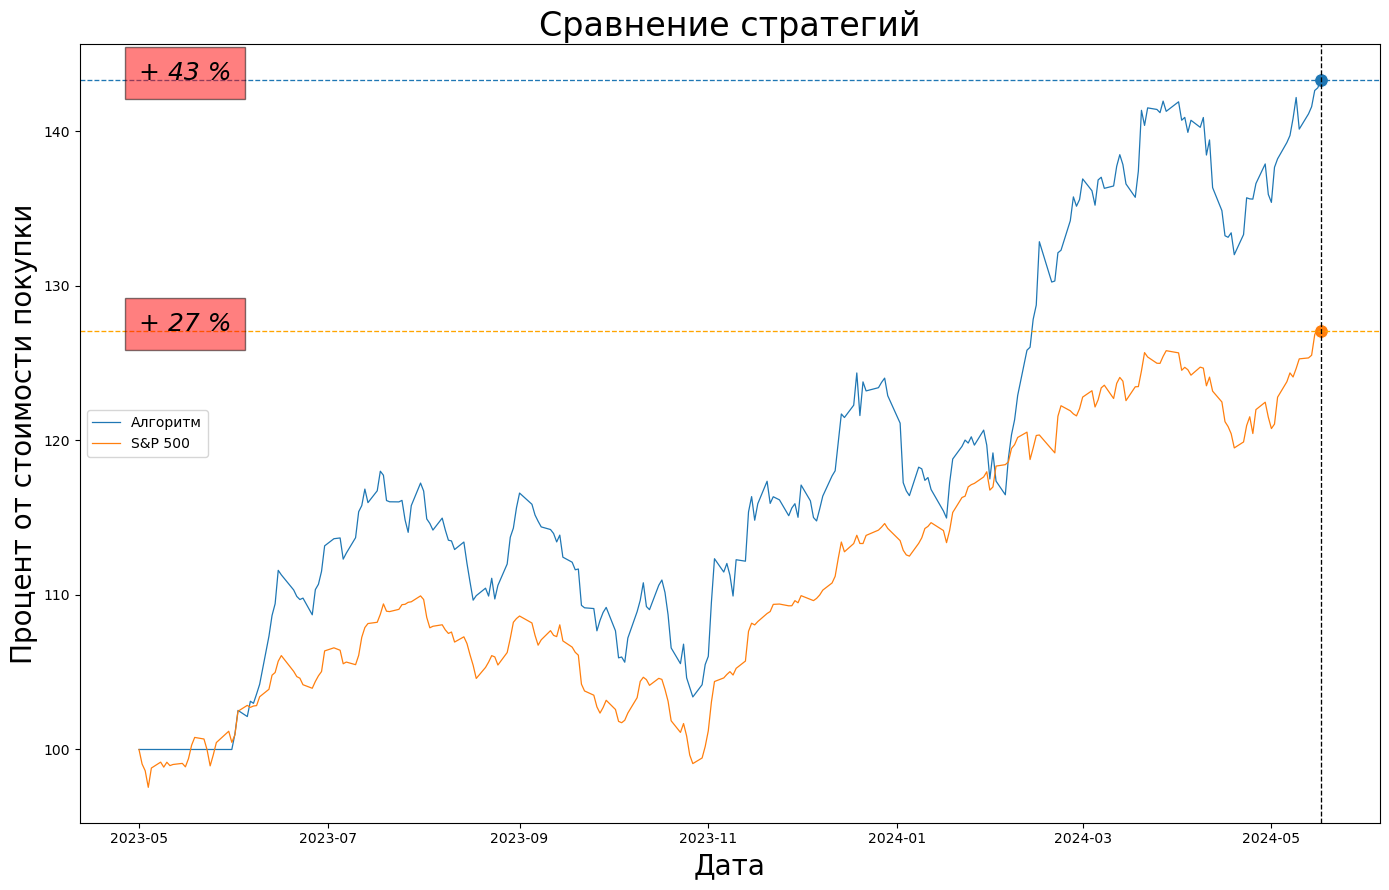 Сравнение стратегий
+ 43 %
140
130
+ 27 %
Процент от стоимости покупки
Алгоритм
S&P 500
120
110
100
2023-05
2023-07
2023-09
2023-11
2024-01
2024-03
2024-05
Дата